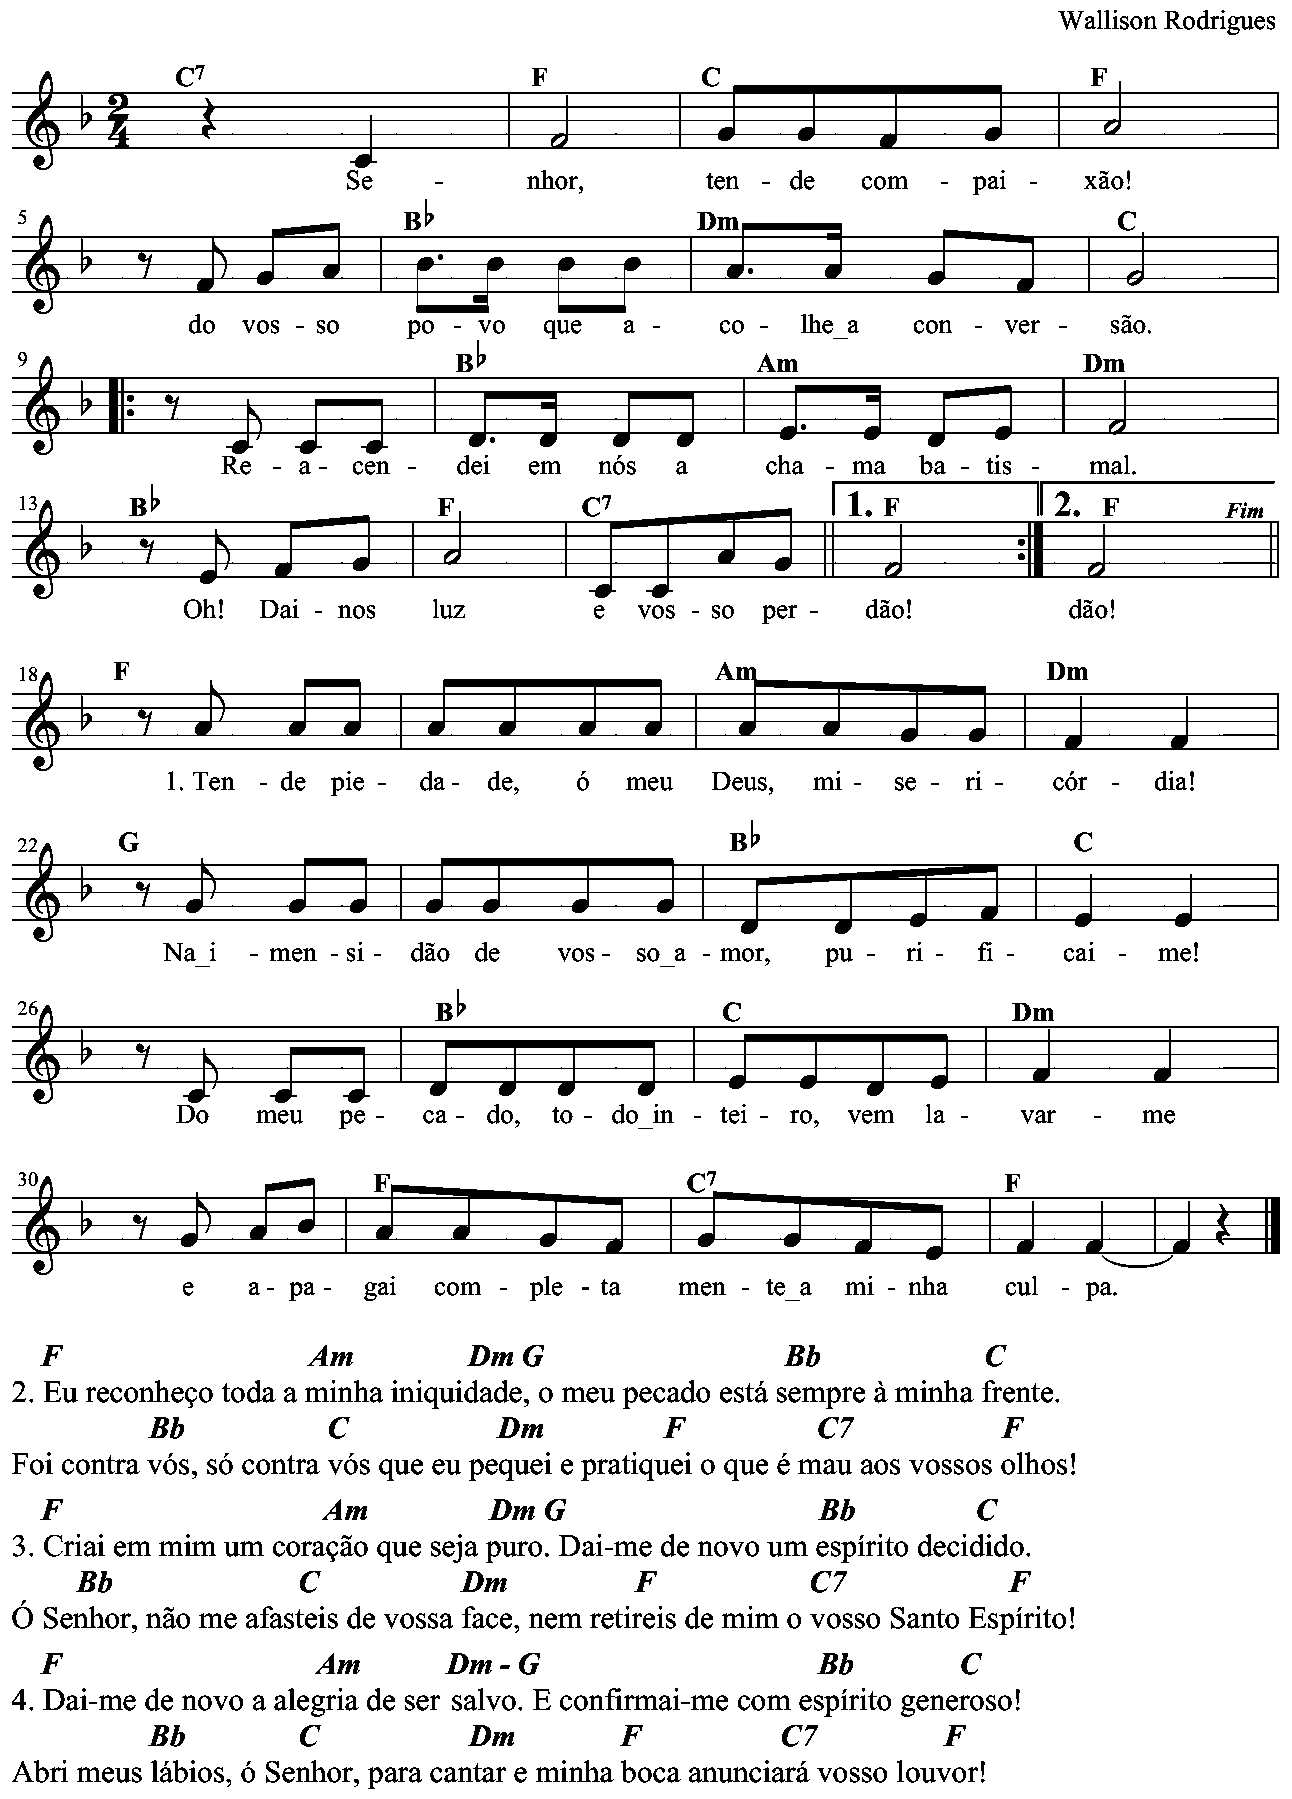 Wallison Rodrigues
C7 F C F
2/4
Se - nhor, ten - de com - pai - xão!
5 B♭ Dm C
do vos - so po - vo que a - co - lhe_a con - ver - são.
9 B♭ Am Dm
Re - a - cen - dei em nós a cha - ma ba - tis - mal.
13 B♭ F C7 1. F 2. F Fim
Oh! Dai - nos luz e vos - so per - dão! dão!
18 F Am Dm
1. Ten - de pie - da - de, ó meu Deus, mi - se - ri - cór - dia!
22 G B♭ C
Na_i - men - si - dão de vos - so_a - mor, pu - ri - fi - cai - me!
26 B♭ C Dm
Do meu pe - ca - do, to - do_in - tei - ro, vem la - var - me
30 F C7 F
e a - pa - gai com - ple - ta men - te_a mi - nha cul - pa.
F Am Dm G Bb C
2. Eu reconheço toda a minha iniquidade, o meu pecado está sempre à minha frente.
Bb C Dm F C7 F
Foi contra vós, só contra vós que eu pequei e pratiquei o que é mau aos vossos olhos!
F Am Dm G Bb C
3. Criai em mim um coração que seja puro. Dai-me de novo um espírito decidido.
Bb C Dm F C7 F
Ó Senhor, não me afasteis de vossa face, nem retireis de mim o vosso Santo Espírito!
F Am Dm - G Bb C
4. Dai-me de novo a alegria de ser salvo. E confirmai-me com espírito generoso!
Bb C Dm F C7 F
Abri meus lábios, ó Senhor, para cantar e minha boca anunciará vosso louvor!